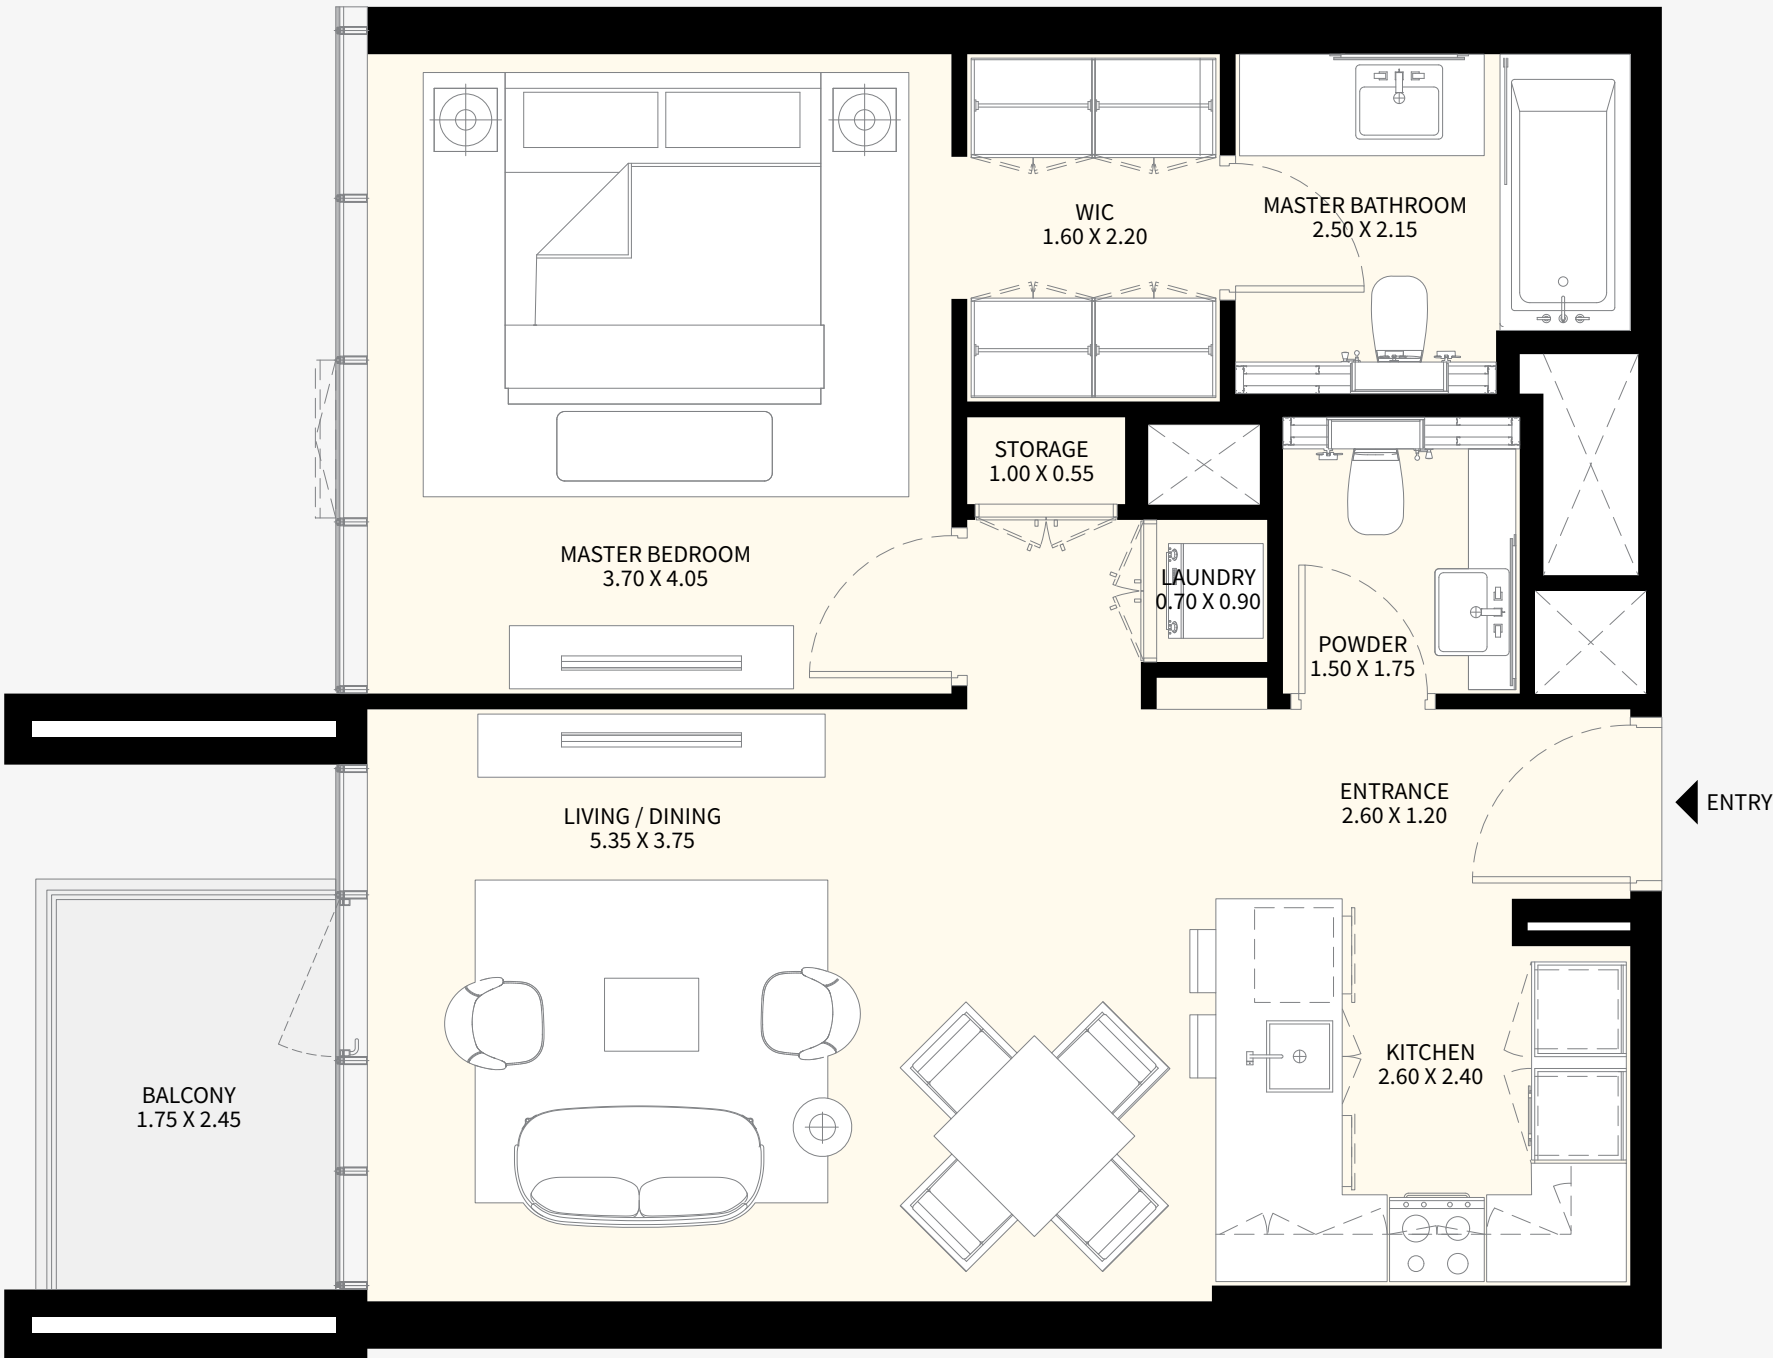 WIC
1.60 X 2.20
MASTER BATHROOM
2.50 X 2.15
STORAGE
1.00 X 0.55
MASTER BEDROOM
3.70 X 4.05
LAUNDRY
0.70 X 0.90
POWDER
1.50 X 1.75
LIVING / DINING
5.35 X 3.75
ENTRANCE
2.60 X 1.20
ENTRY
KITCHEN
2.60 X 2.40
BALCONY
1.75 X 2.45